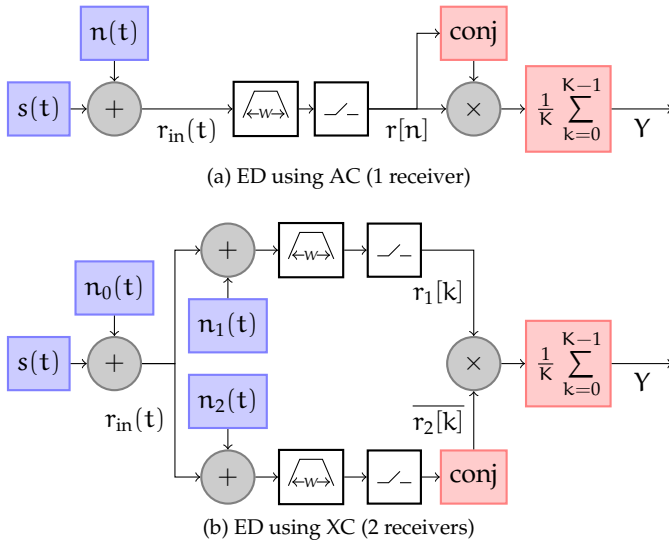 n(t)
conj
s(t)
+
W
×
1/K K−1 ∑ k=0
r_in(t)
r[n]
Y
(a) ED using AC (1 receiver)
+
W
n_0(t)
n_1(t)
r_1[k]
s(t)
+
×
1/K K−1 ∑ k=0
r_in(t)
n_2(t)
\overline{r_2[k]}
Y
+
W
conj
(b) ED using XC (2 receivers)